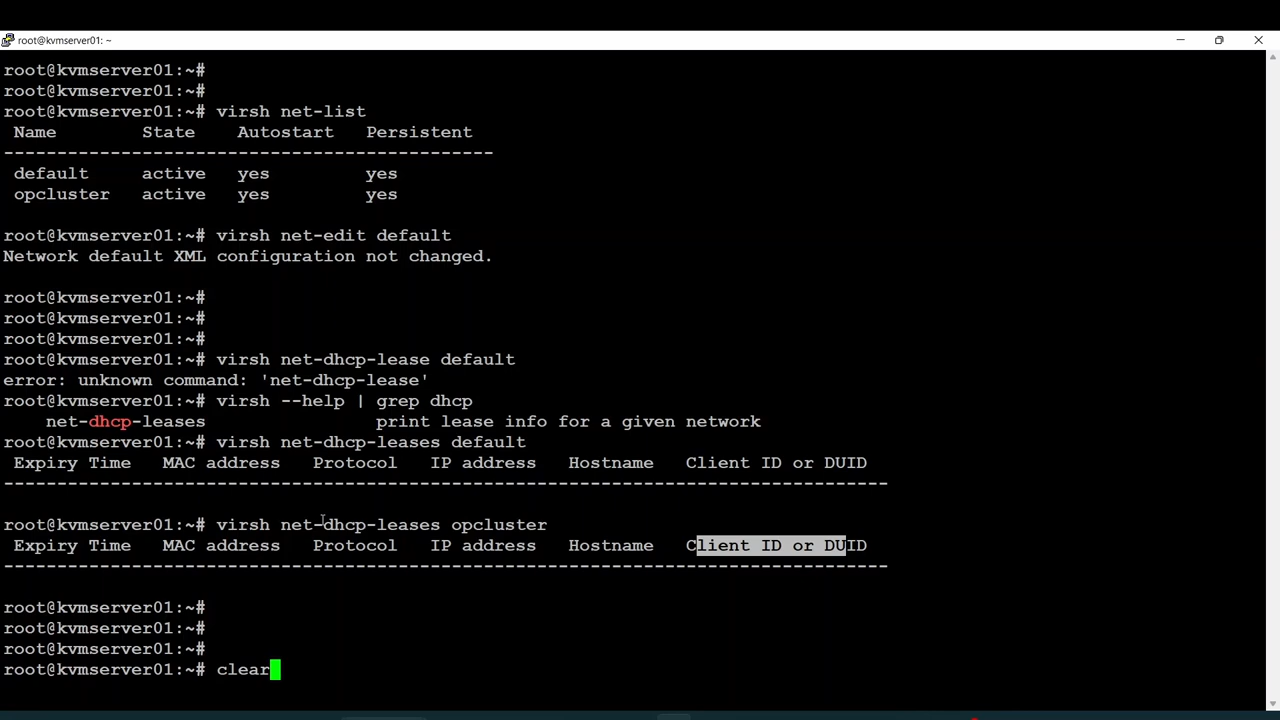 root@kvmserver01: ~
root@kvmserver01:~#
root@kvmserver01:~#
root@kvmserver01:~# virsh net-list
Name State Autostart Persistent
-----------------------------------------------
default active yes yes
opcluster active yes yes
root@kvmserver01:~# virsh net-edit default
Network default XML configuration not changed.
root@kvmserver01:~#
root@kvmserver01:~#
root@kvmserver01:~#
root@kvmserver01:~# virsh net-dhcp-lease default
error: unknown command: 'net-dhcp-lease'
root@kvmserver01:~# virsh --help | grep dhcp
net-dhcp-leases print lease info for a given network
root@kvmserver01:~# virsh net-dhcp-leases default
Expiry Time MAC address Protocol IP address Hostname Client ID or DUID
-----------------------------------------------------------------------------------
root@kvmserver01:~# virsh net-dhcp-leases opcluster
Expiry Time MAC address Protocol IP address Hostname Client ID or DUID
-----------------------------------------------------------------------------------
root@kvmserver01:~#
root@kvmserver01:~#
root@kvmserver01:~#
root@kvmserver01:~# clear